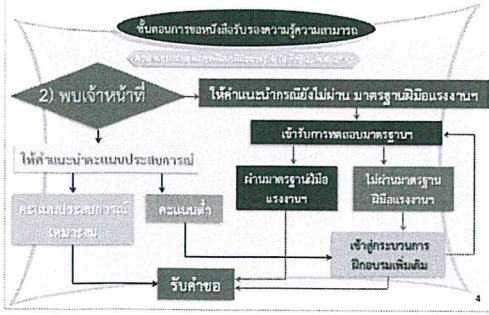 ขั้นตอนการขอหนังสือรับรองความรู้ความสามารถ
2) พบเจ้าหน้าที่
ให้คำแนะนำกรณียังไม่ผ่าน มาตรฐานฝีมือแรงงานฯ
เข้ารับการทดสอบมาตรฐานฯ
ให้คำแนะนำคะแนนประสบการณ์
ผ่านมาตรฐานฝีมือ
แรงงานฯ
ไม่ผ่านมาตรฐาน
ฝีมือแรงงานฯ
คะแนนประสบการณ์
เหมาะสม
คะแนนต่ำ
เข้าสู่กระบวนการ
ฝึกอบรมเพิ่มเติม
รับคำขอ
4